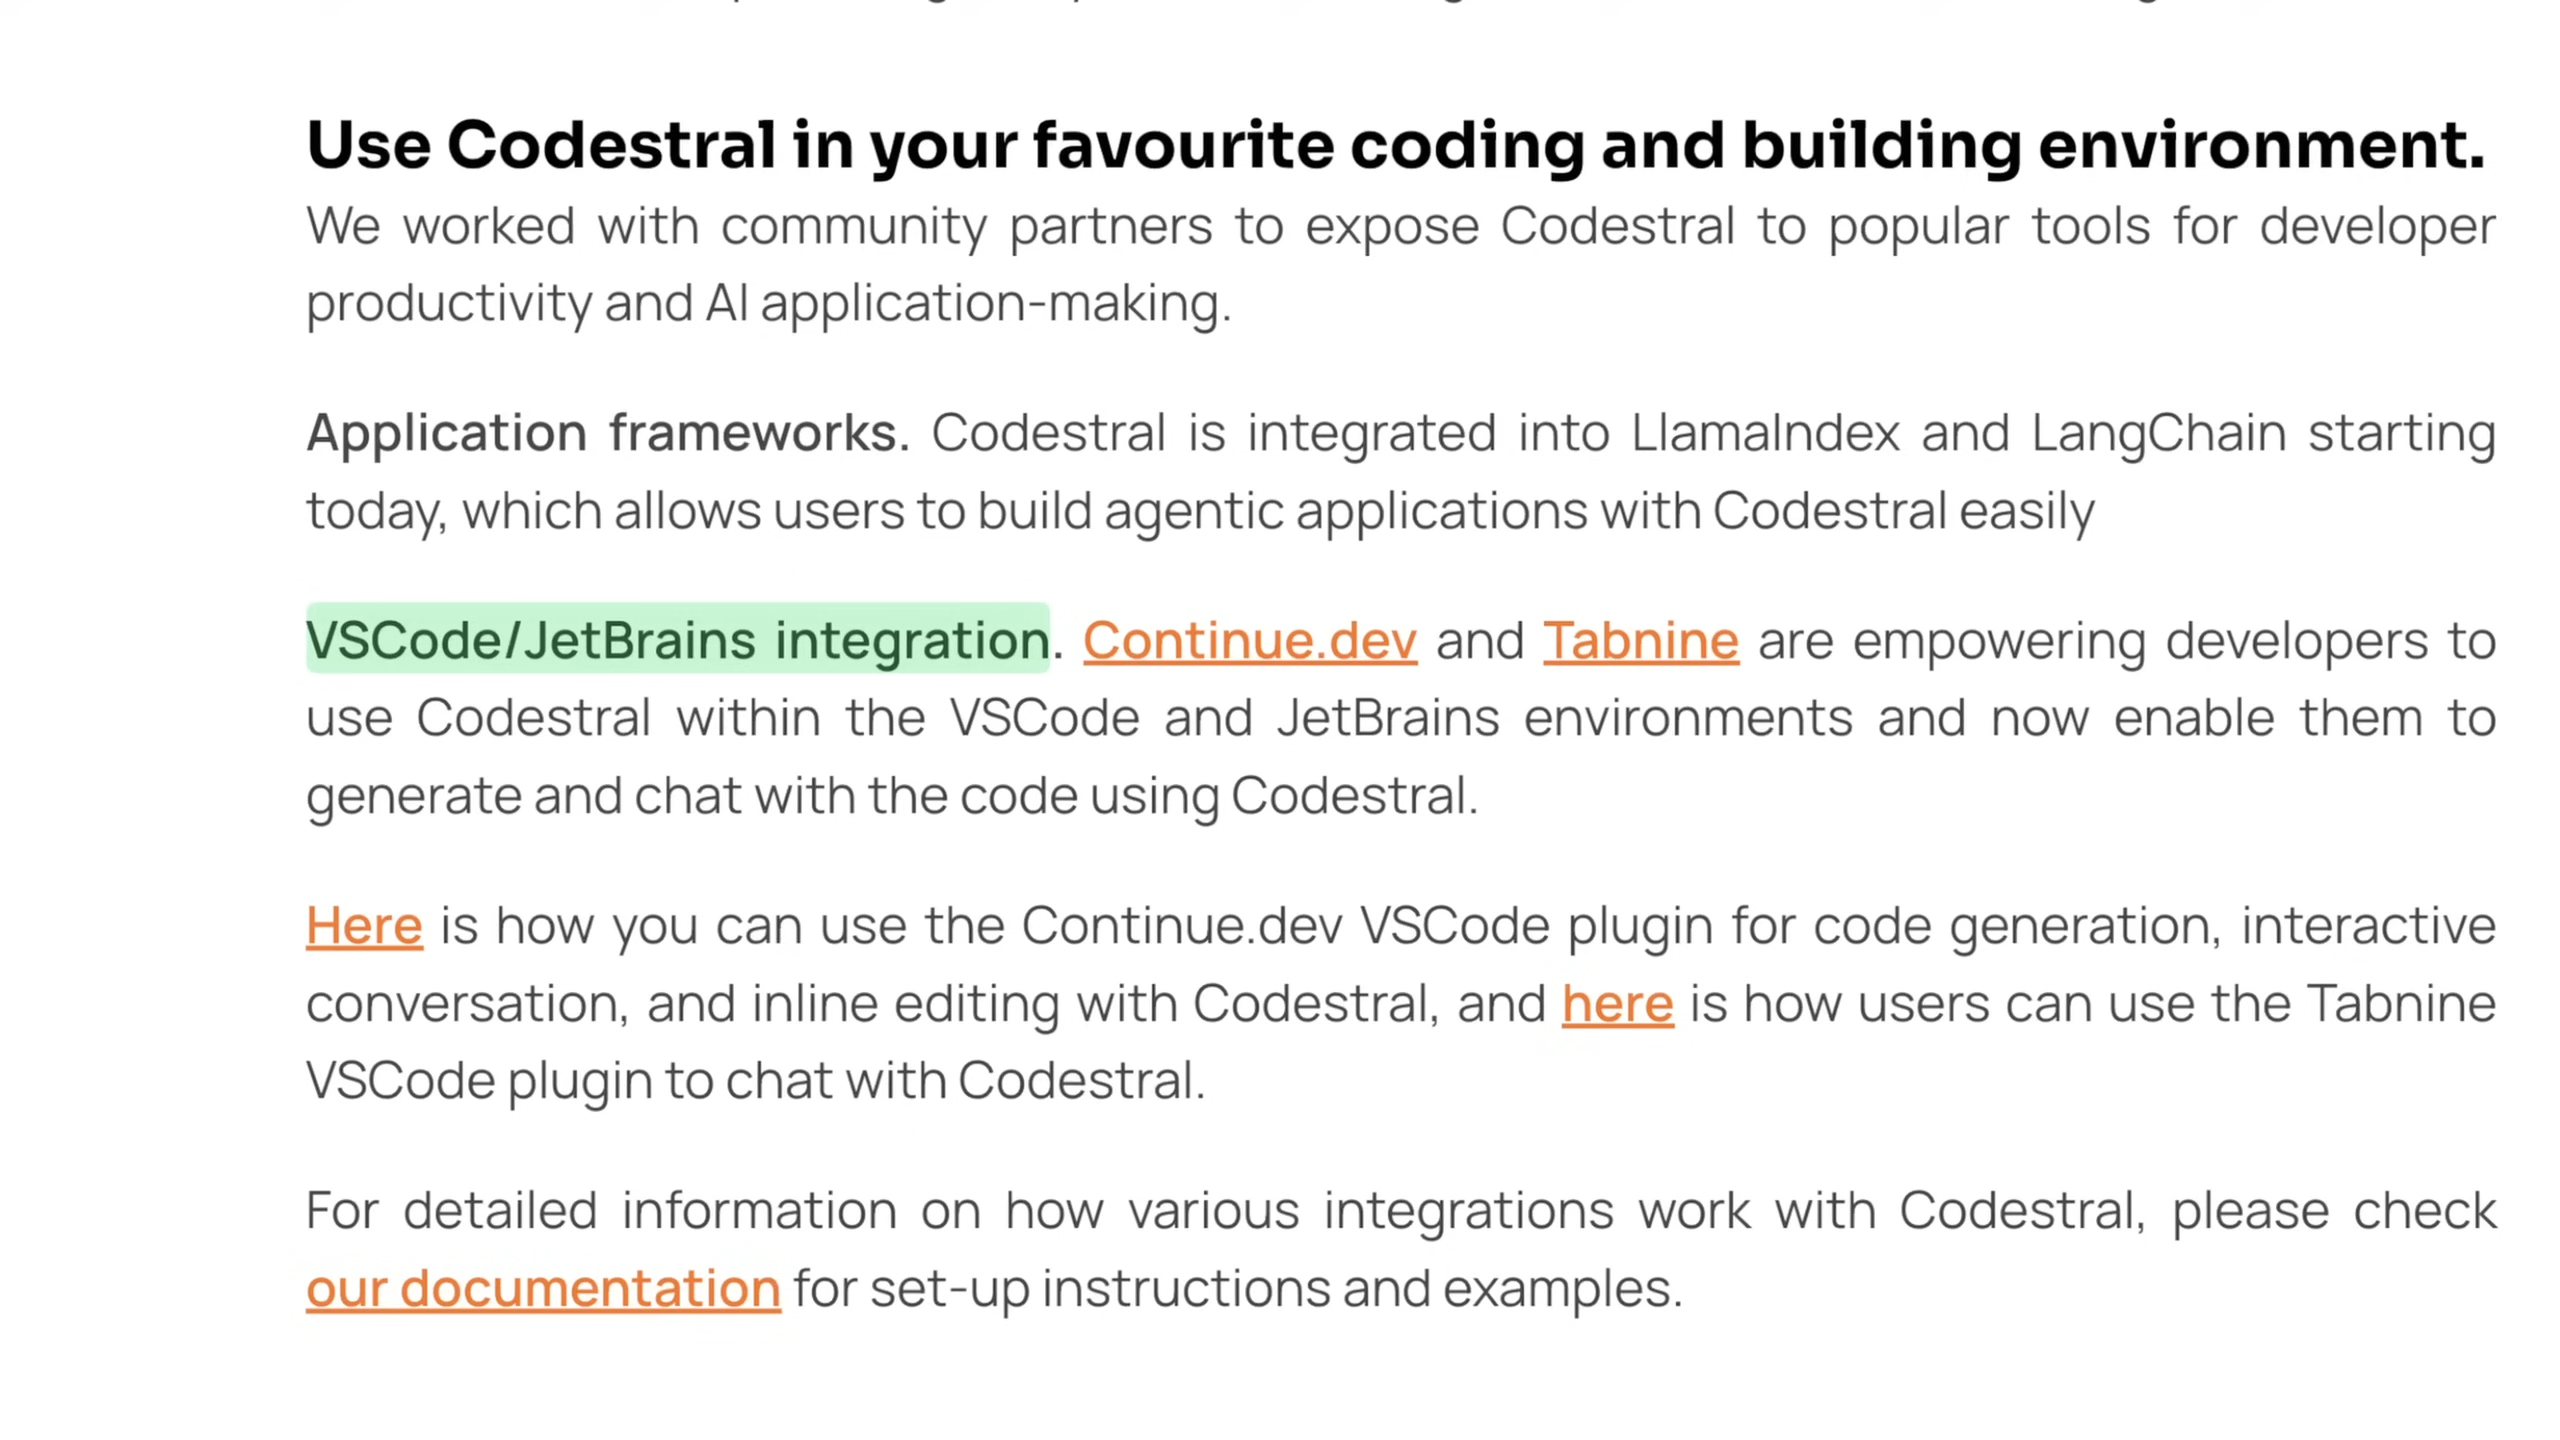 Use Codestral in your favourite coding and building environment.
We worked with community partners to expose Codestral to popular tools for developer
productivity and AI application-making.
Application frameworks. Codestral is integrated into LlamaIndex and LangChain starting
today, which allows users to build agentic applications with Codestral easily
VSCode/JetBrains integration. Continue.dev and Tabnine are empowering developers to
use Codestral within the VSCode and JetBrains environments and now enable them to
generate and chat with the code using Codestral.
Here is how you can use the Continue.dev VSCode plugin for code generation, interactive
conversation, and inline editing with Codestral, and here is how users can use the Tabnine
VSCode plugin to chat with Codestral.
For detailed information on how various integrations work with Codestral, please check
our documentation for set-up instructions and examples.